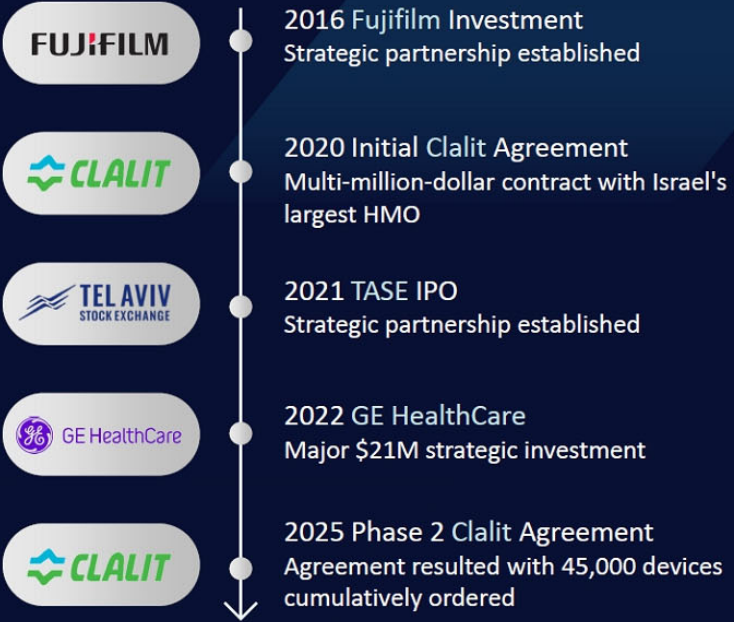 FUJIFILM
2016 Fujifilm Investment
Strategic partnership established
CLALIT
2020 Initial Clalit Agreement
Multi-million-dollar contract with Israel's
largest HMO
TEL AVIV
STOCK EXCHANGE
2021 TASE IPO
Strategic partnership established
GE GE HealthCare
2022 GE HealthCare
Major $21M strategic investment
CLALIT
2025 Phase 2 Clalit Agreement
Agreement resulted with 45,000 devices
cumulatively ordered